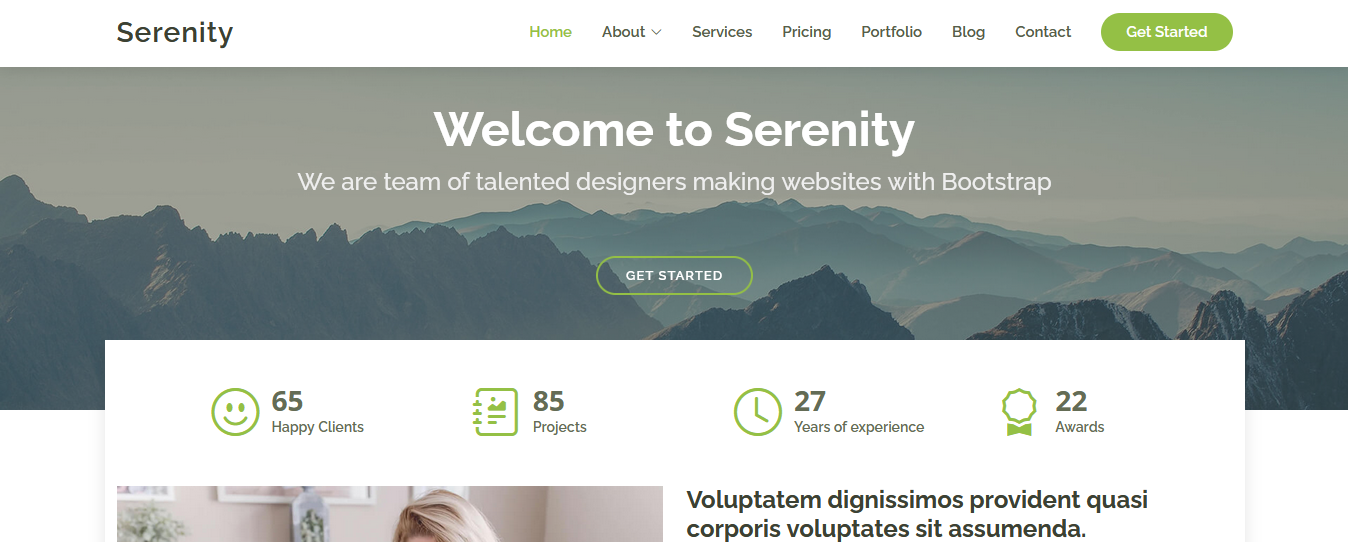 Serenity
Home About Services Pricing Portfolio Blog Contact Get Started
Welcome to Serenity
We are team of talented designers making websites with Bootstrap
GET STARTED
65
Happy Clients
85
Projects
27
Years of experience
22
Awards
Voluptatem dignissimos provident quasi
corporis voluptates sit assumenda.